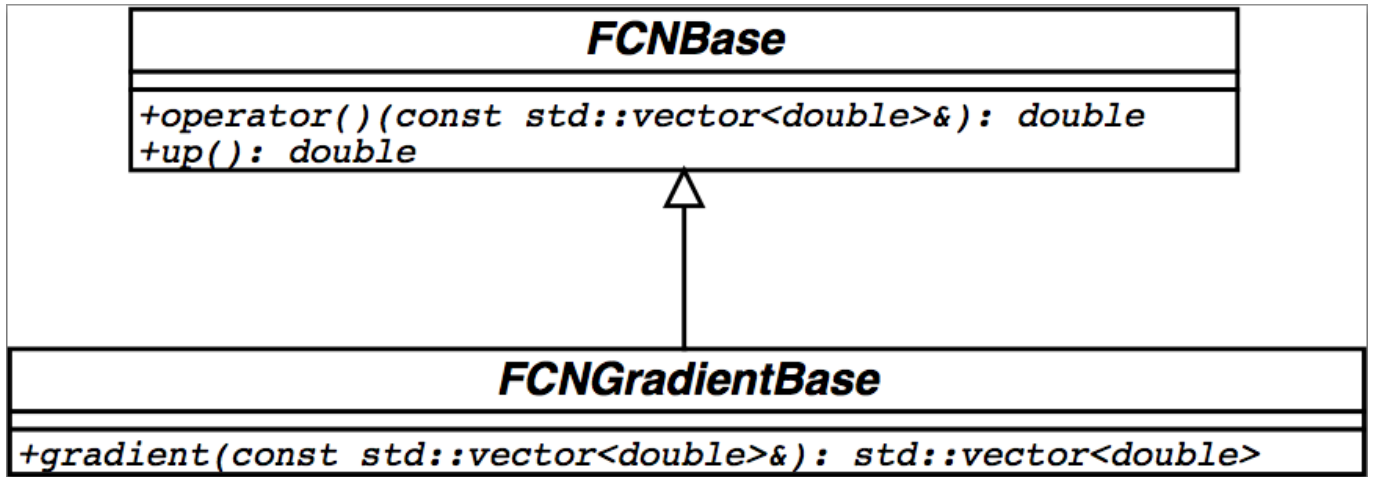 FCNBase
+operator()(const std::vector<double>&): double
+up(): double
FCNGradientBase
+gradient(const std::vector<double>&): std::vector<double>